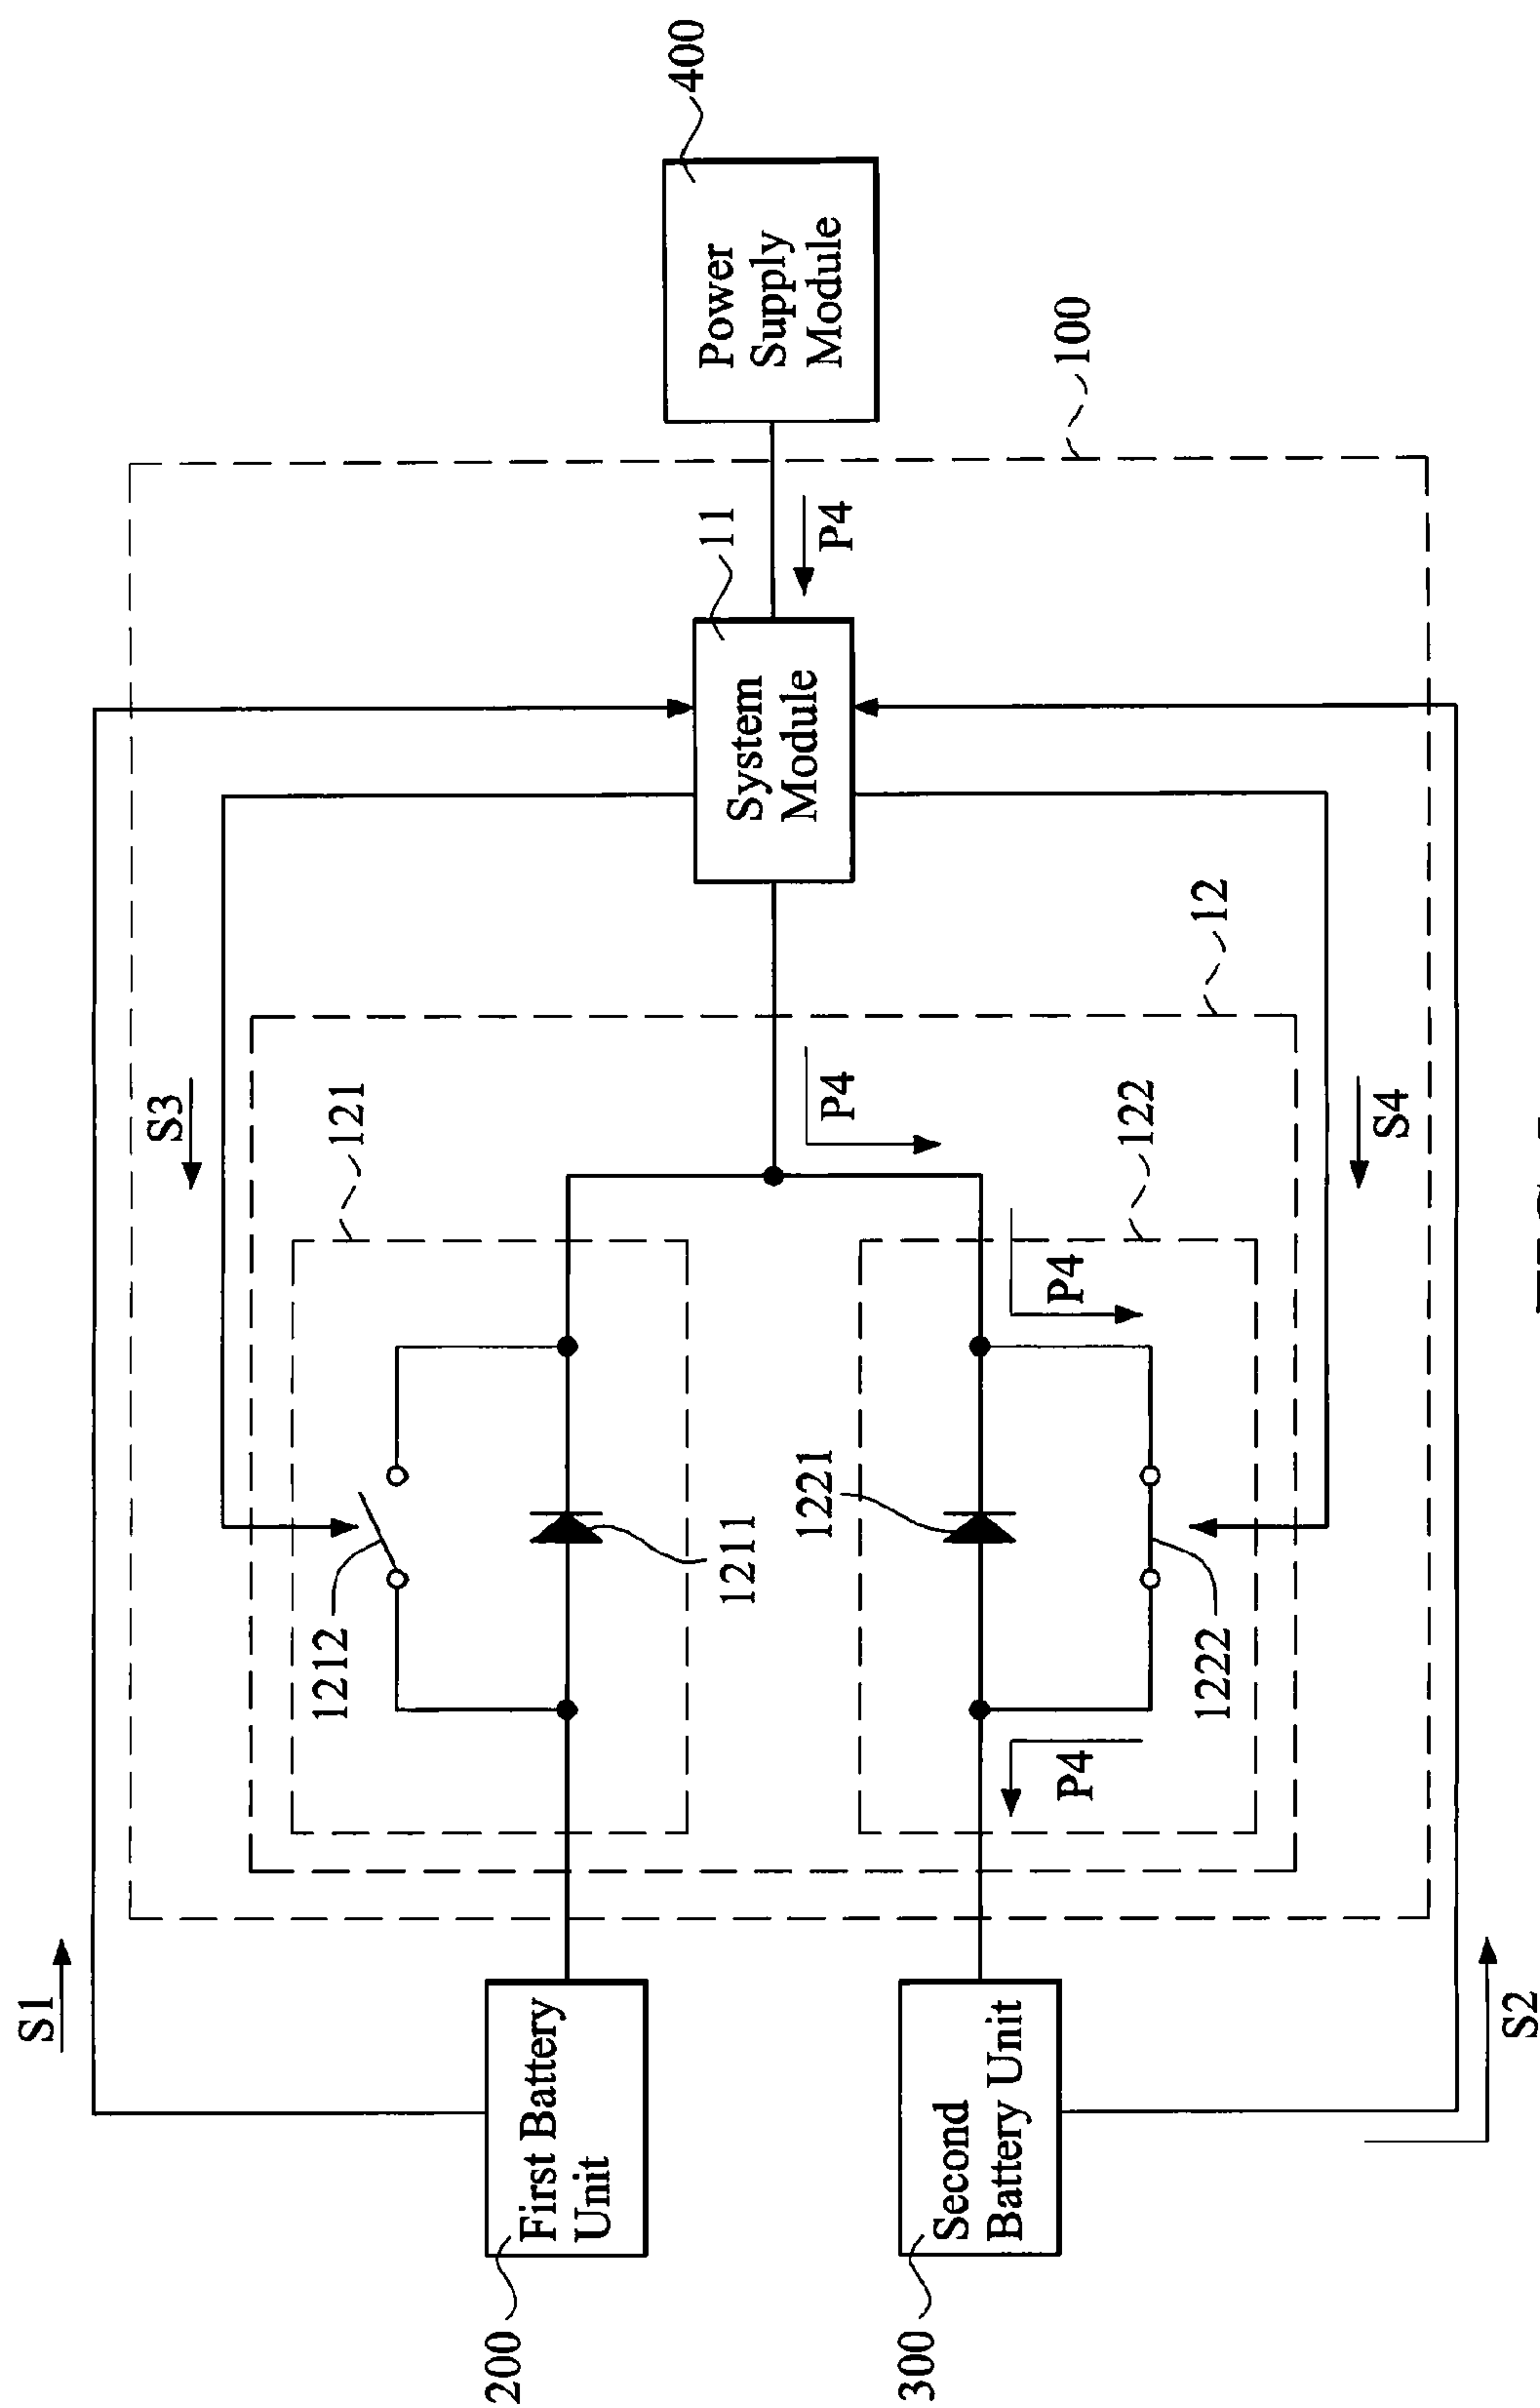 S1
S3
121
1212
1211
200
First Battery
Unit
11
System
Module
P4
400
Power
Supply
Module
P4
100
12
122
1221
P4
P4
1222
300
Second
Battery Unit
S4
S2